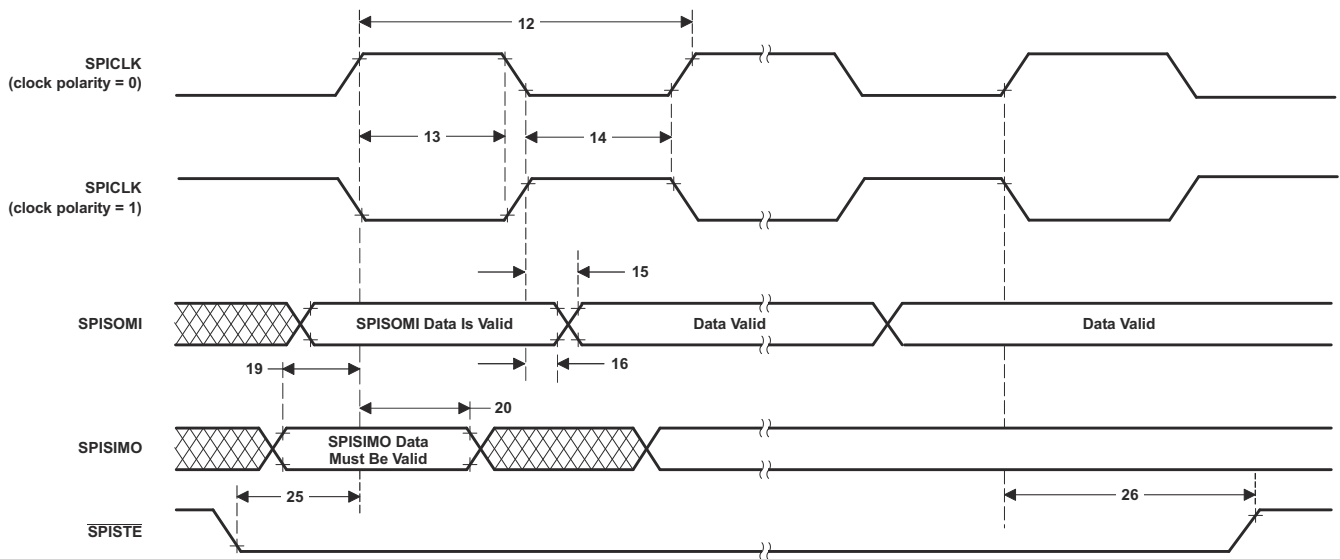 12
SPICLK
(clock polarity = 0)
13
14
SPICLK
(clock polarity = 1)
15
SPISOMI
SPISOMI Data Is Valid
Data Valid
Data Valid
16
19
20
SPISIMO
SPISIMO Data
Must Be Valid
25
26
SPISTE